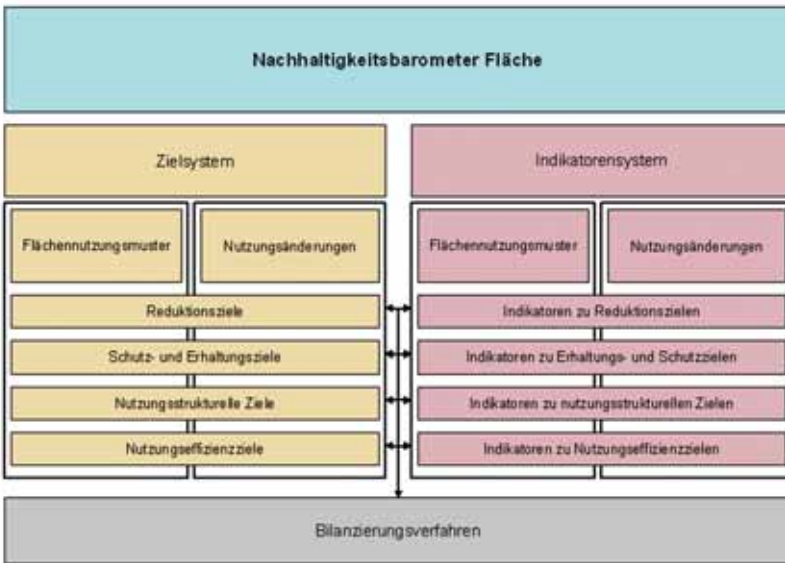 Nachhaltigkeitsbarometer Fläche
Zielsystem
Indikatorensystem
Flächennutzungsmuster
Nutzungsänderungen
Flächennutzungsmuster
Nutzungsänderungen
Reduktionsziele
Indikatoren zu Reduktionszielen
Schutz- und Erhaltungsziele
Indikatoren zu Erhaltungs- und Schutzzielen
Nutzungsstrukturelle Ziele
Indikatoren zu nutzungsstrukturellen Zielen
Nutzungseffizienzziele
Indikatoren zu Nutzungseffizienzzielen
Bilanzierungsverfahren